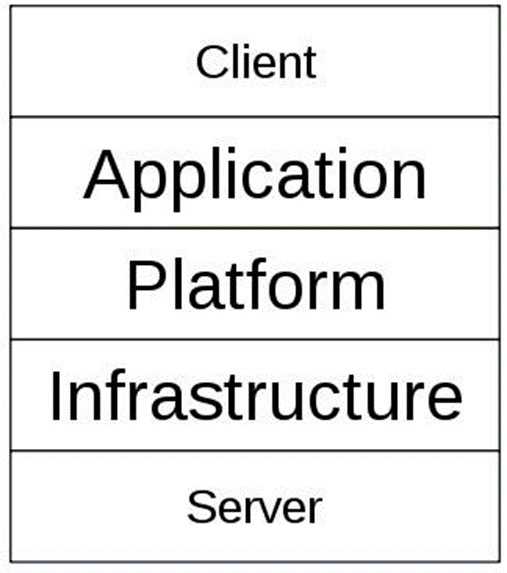 Client
Application
Platform
Infrastructure
Server